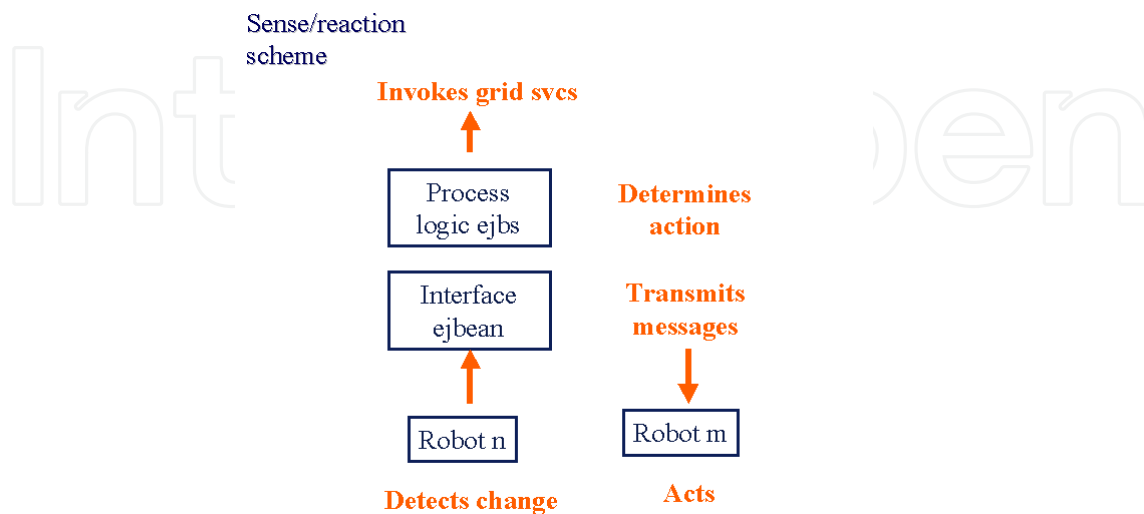 Sense/reaction
scheme
Invokes grid svcs
Process
logic ejbs
Determines
action
Interface
ejbean
Transmits
messages
Robot n
Robot m
Detects change
Acts